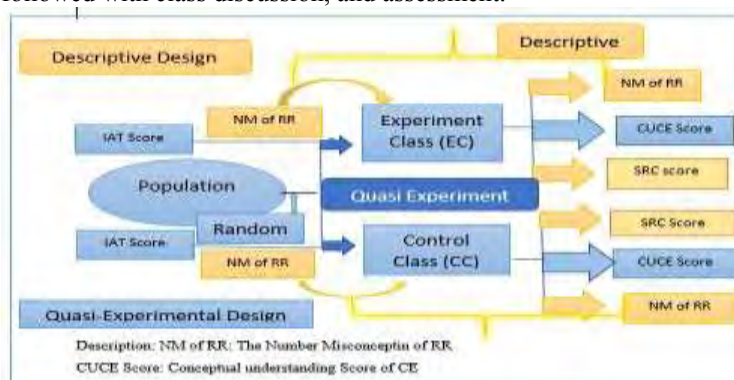 followed with class discussion, and assessment.
Descriptive Design
Descriptive
NM of RR
NM of RR
IAT Score
Experiment
Class (EC)
CUCE Score
Population
SRC score
Quasi Experiment
Random
SRC Score
IAT Score
NM of RR
Control
Class (CC)
CUCE Score
NM of RR
Quasi-Experimental Design
Description: NM of RR: The Number Misconceptin of RR
CUCE Score: Conceptual understanding Score of CE